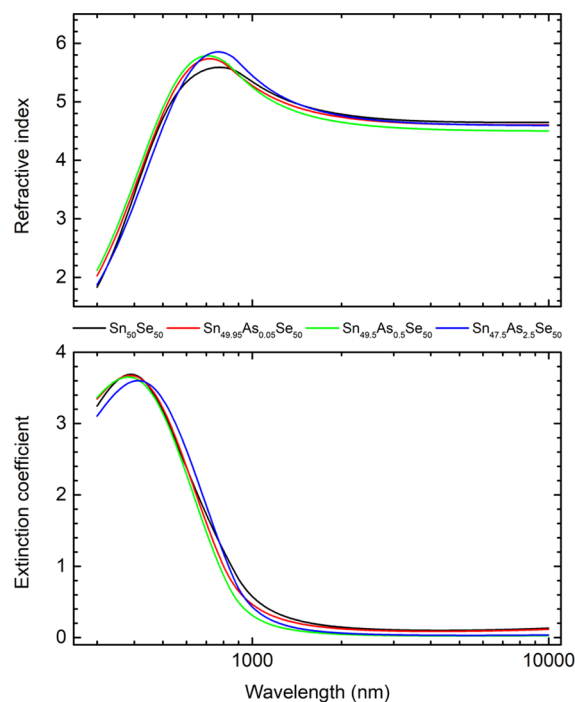 6
5
4
3
2
Refractive index
Sn50Se50 Sn49.95As0.05Se50 Sn49.5As0.5Se50 Sn47.5As2.5Se50
4
3
2
1
0
Extinction coefficient
1000 10000
Wavelength (nm)